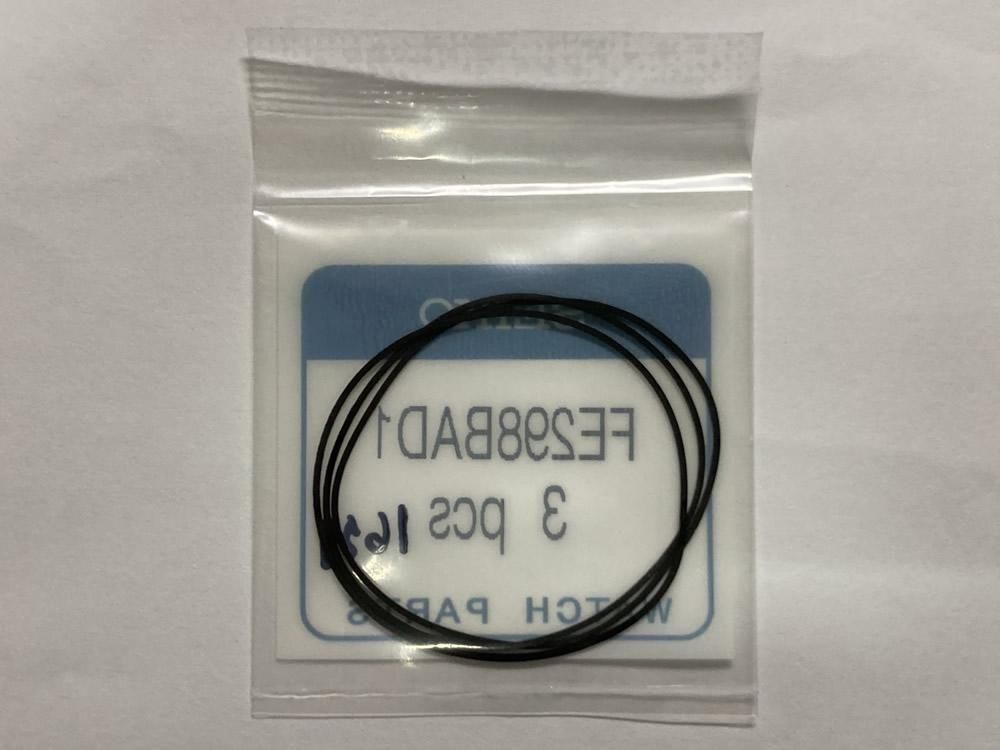 FE298BAD1
3 pcs
WATCH PARTS